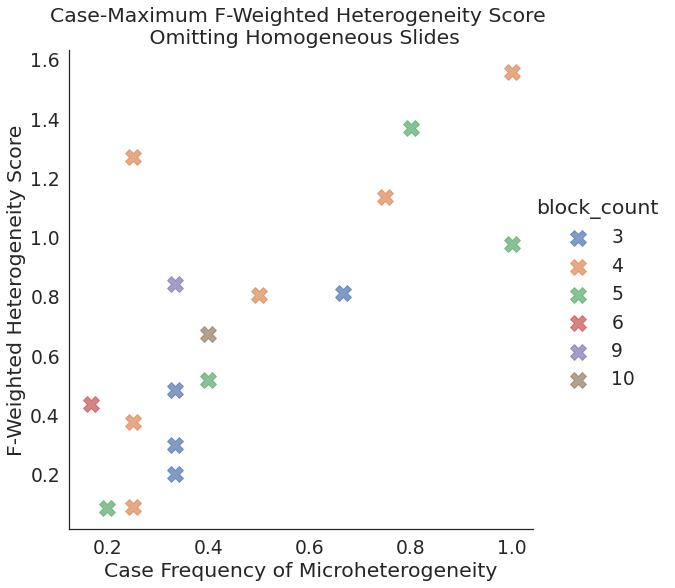 Case-Maximum F-Weighted Heterogeneity Score
Omitting Homogeneous Slides
F-Weighted Heterogeneity Score
1.6
1.4
1.2
1.0
0.8
0.6
0.4
0.2
0.2 0.4 0.6 0.8 1.0
Case Frequency of Microheterogeneity
block_count
3
4
5
6
9
10